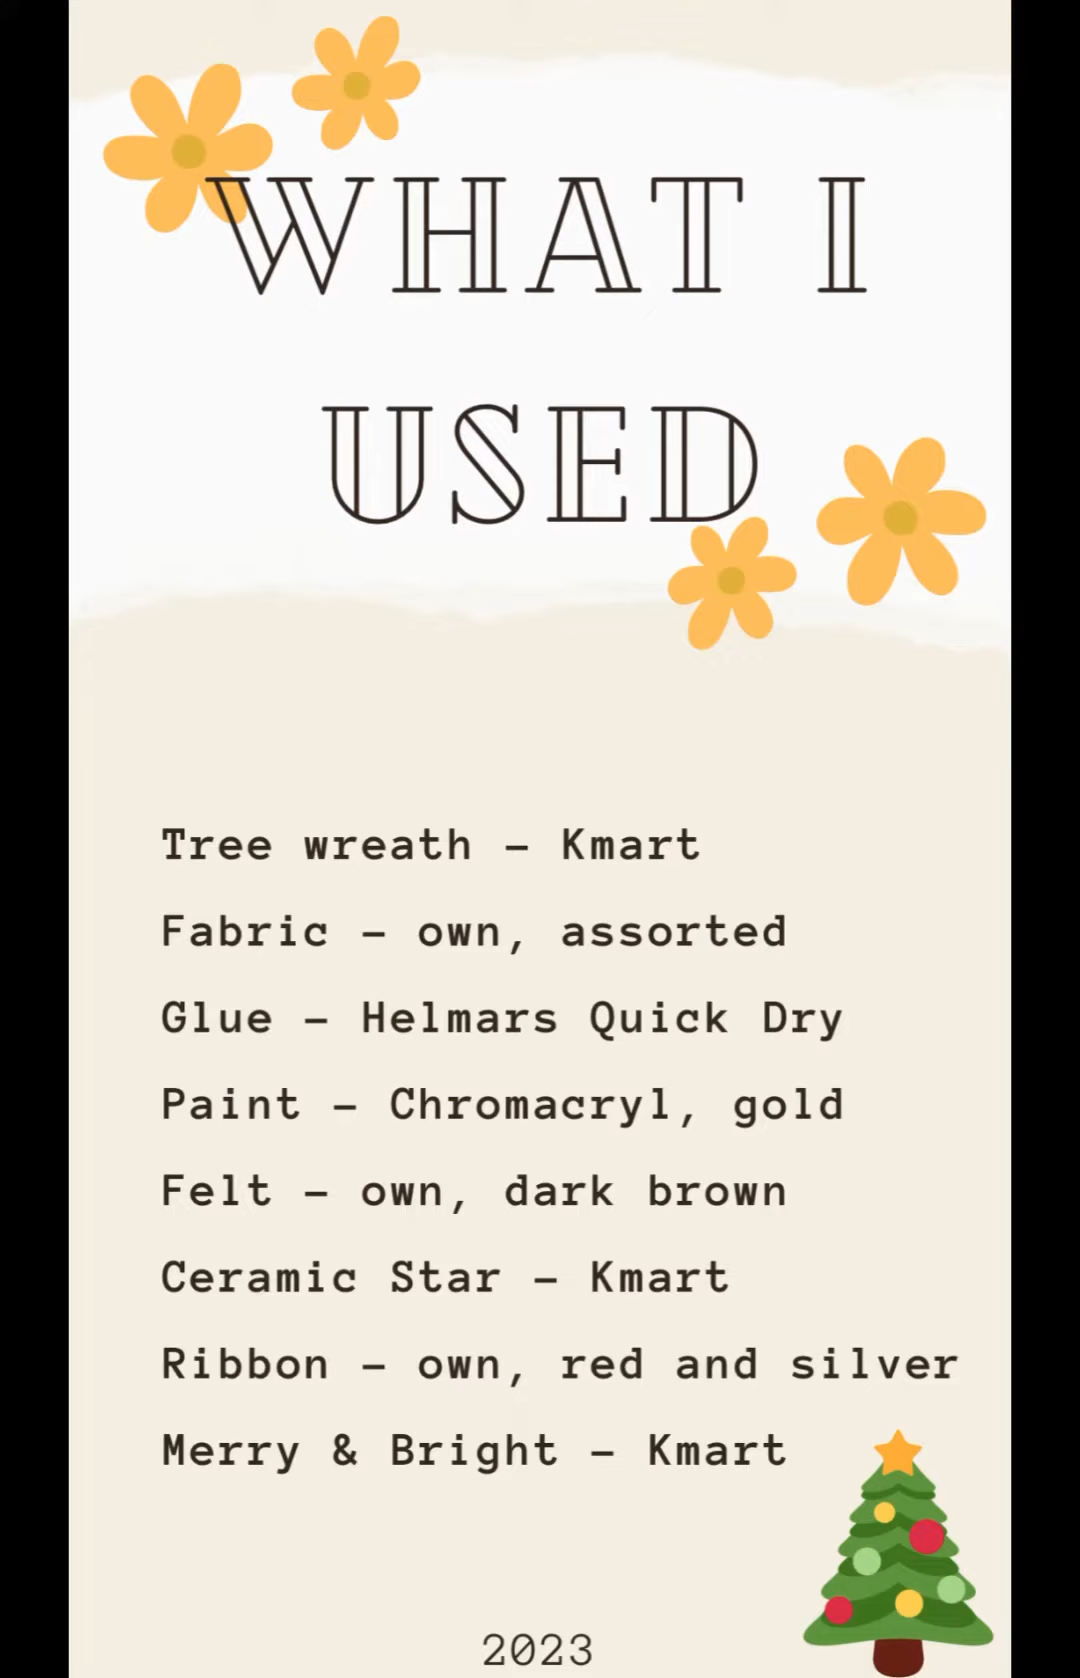 WHAT I
USED
Tree wreath - Kmart
Fabric - own, assorted
Glue - Helmars Quick Dry
Paint - Chromacryl, gold
Felt - own, dark brown
Ceramic Star - Kmart
Ribbon - own, red and silver
Merry & Bright - Kmart
2023